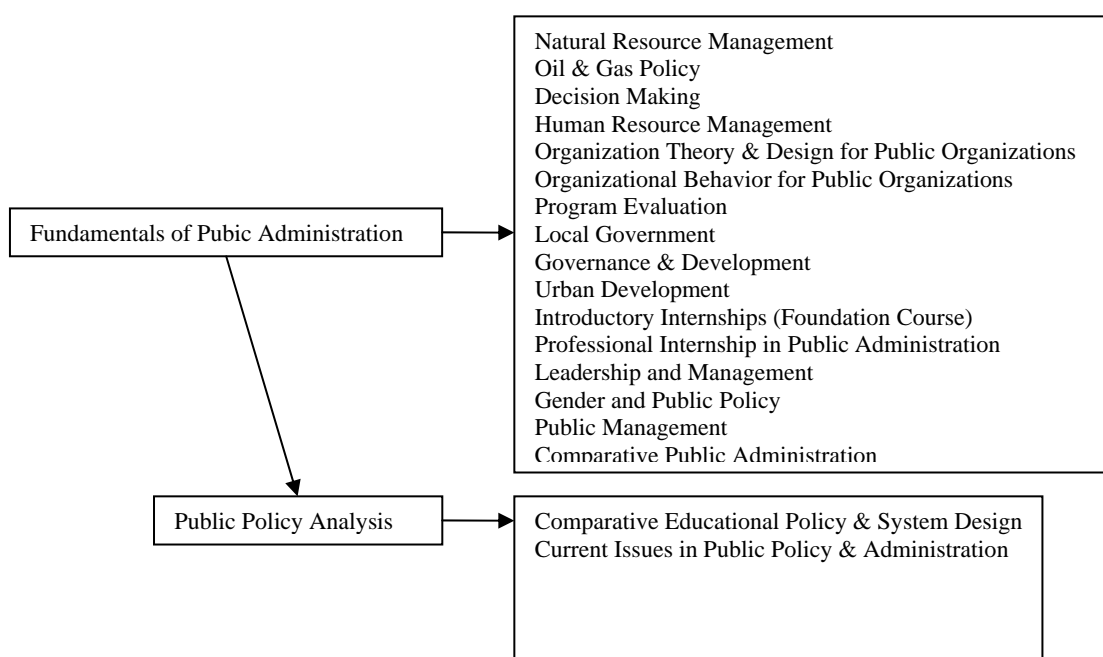 Natural Resource Management
Oil & Gas Policy
Decision Making
Human Resource Management
Organization Theory & Design for Public Organizations
Organizational Behavior for Public Organizations
Program Evaluation
Local Government
Governance & Development
Urban Development
Introductory Internships (Foundation Course)
Professional Internship in Public Administration
Leadership and Management
Gender and Public Policy
Public Management
Comparative Public Administration
Fundamentals of Pubic Administration
Public Policy Analysis
Comparative Educational Policy & System Design
Current Issues in Public Policy & Administration